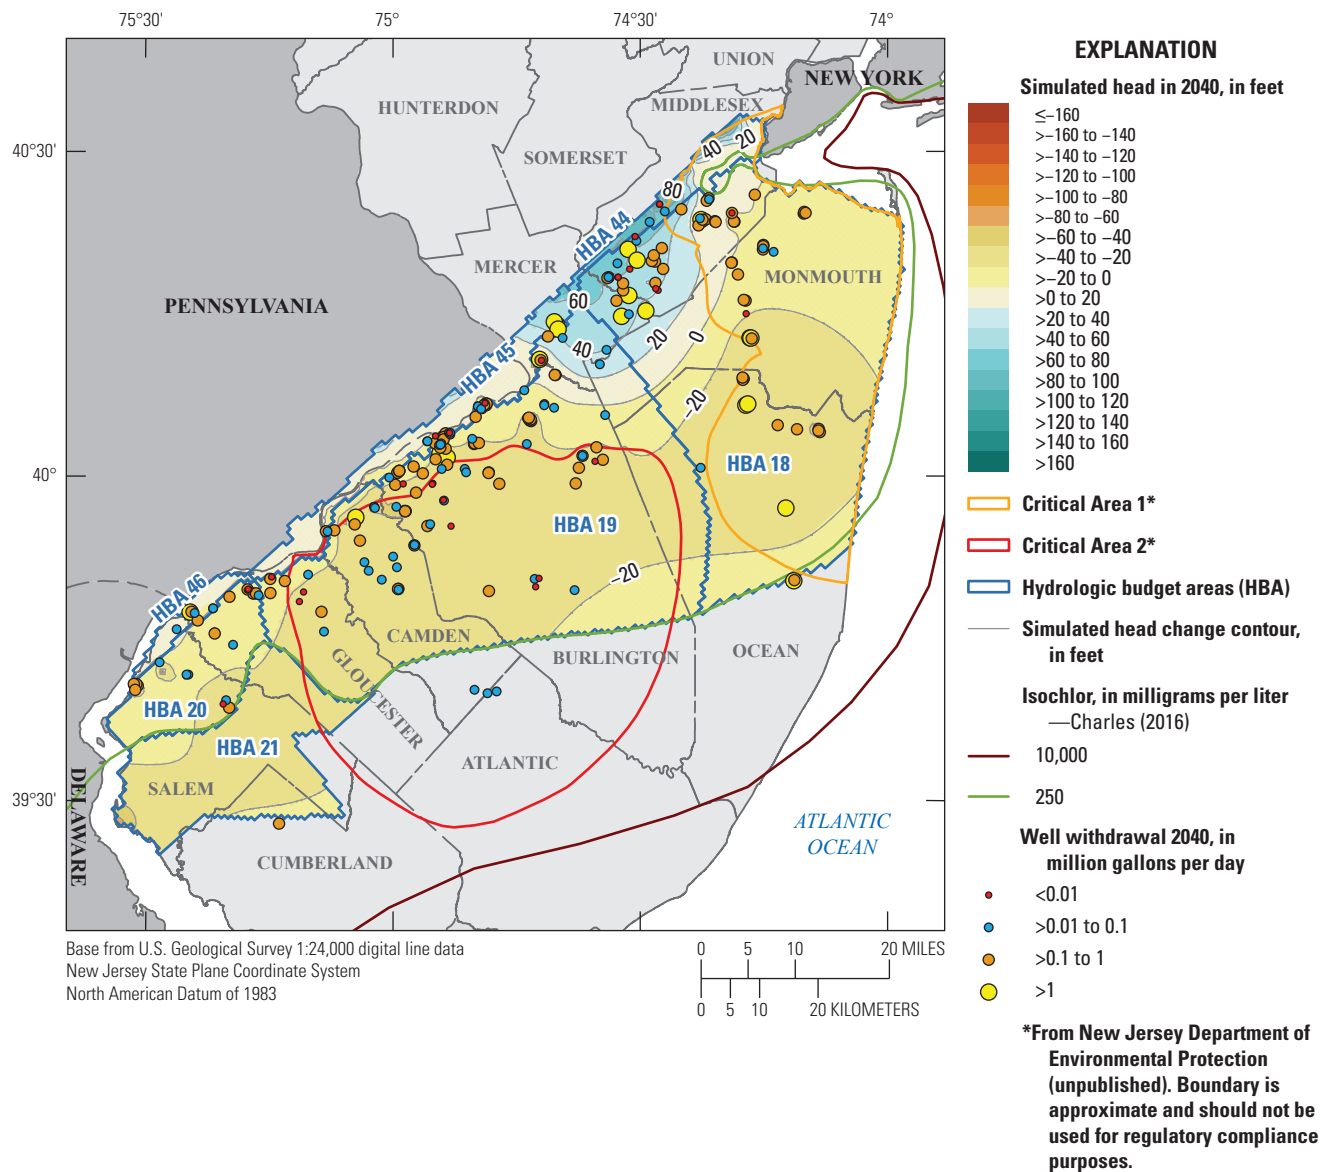 75°30'
75°
74°30'
74°
40°30'
40°
39°30'
UNION
NEW YORK
HUNTERDON
MIDDLESEX
SOMERSET
40
20
80
HBA 44
MERCER
MONMOUTH
PENNSYLVANIA
60
20
0
40
HBA 45
−20
HBA 18
HBA 19
−20
HBA 46
CAMDEN
BURLINGTON
OCEAN
GLOUCESTER
HBA 20
HBA 21
ATLANTIC
SALEM
DELAWARE
ATLANTIC
OCEAN
CUMBERLAND
Base from U.S. Geological Survey 1:24,000 digital line data
New Jersey State Plane Coordinate System
North American Datum of 1983
0 5 10 20 MILES
0 5 10 20 KILOMETERS
EXPLANATION
Simulated head in 2040, in feet
≤−160
>−160 to −140
>−140 to −120
>−120 to −100
>−100 to −80
>−80 to −60
>−60 to −40
>−40 to −20
>−20 to 0
>0 to 20
>20 to 40
>40 to 60
>60 to 80
>80 to 100
>100 to 120
>120 to 140
>140 to 160
>160
Critical Area 1*
Critical Area 2*
Hydrologic budget areas (HBA)
Simulated head change contour,
in feet
Isochlor, in milligrams per liter
—Charles (2016)
10,000
250
Well withdrawal 2040, in
million gallons per day
<0.01
>0.01 to 0.1
>0.1 to 1
>1
*From New Jersey Department of
Environmental Protection
(unpublished). Boundary is
approximate and should not be
used for regulatory compliance
purposes.